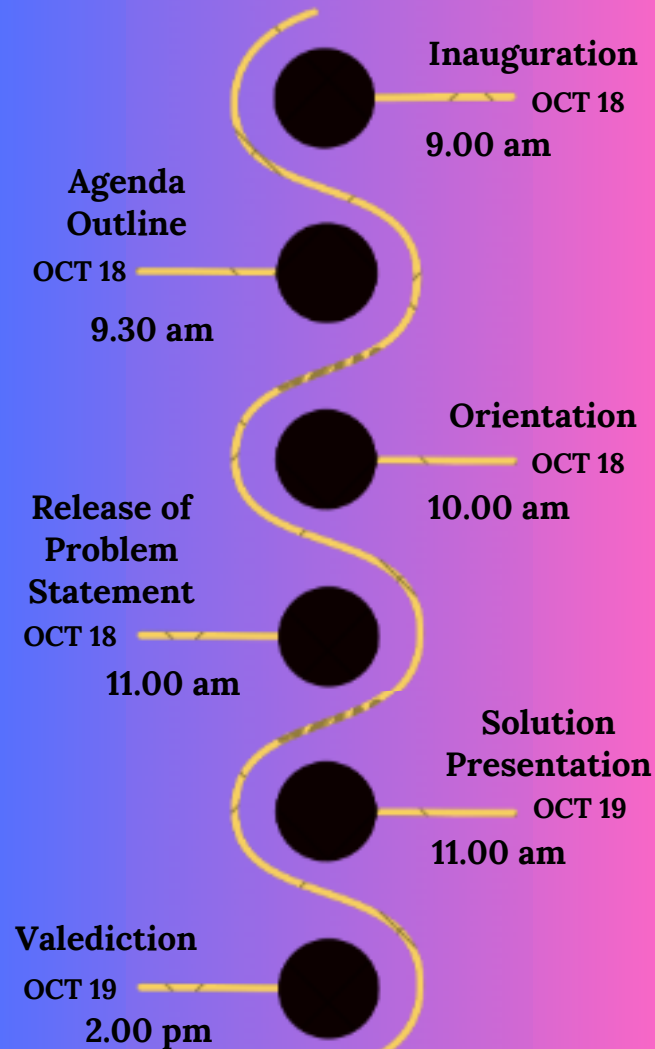 Inauguration
OCT 18
9.00 am
Agenda
Outline
OCT 18
9.30 am
Orientation
OCT 18
10.00 am
Release of
Problem
Statement
OCT 18
11.00 am
Solution
Presentation
OCT 19
11.00 am
Valediction
OCT 19
2.00 pm